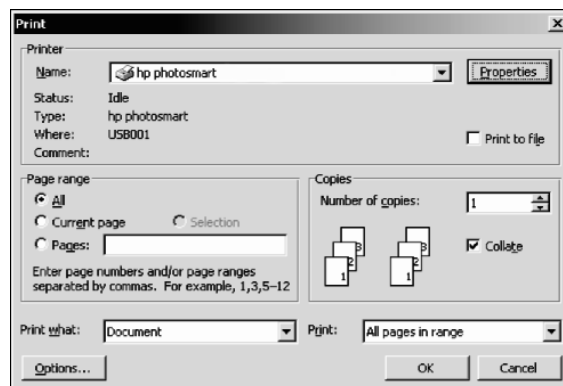 Print
Printer
Name: hp photosmart Properties
Status: Idle
Type: hp photosmart
Where: USB001
Comment: Print to file
Page range
All
Current page Selection
Pages:
Enter page numbers and/or page ranges
separated by commas. For example, 1,3,5–12
Copies
Number of copies: 1
3 3
2 2
1 1
Collate
Print what: Document Print: All pages in range
Options... OK Cancel